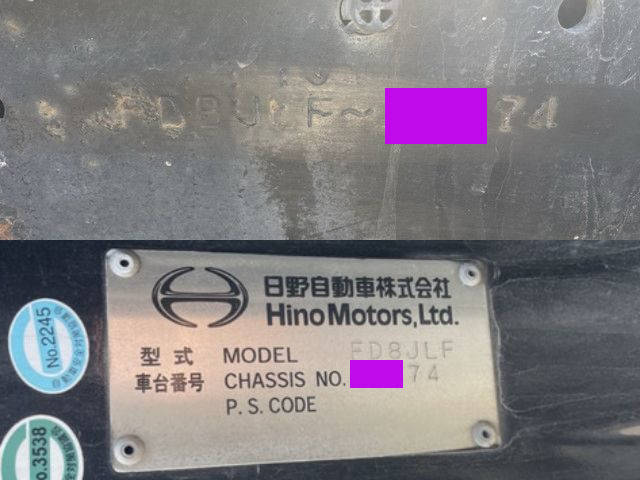 FD8JLF~ 74
日野自動車株式会社
Hino Motors,Ltd.
型式 MODEL FD8JLF
車台番号 CHASSIS NO. 74
P.S.CODE
No.2245
o.3538